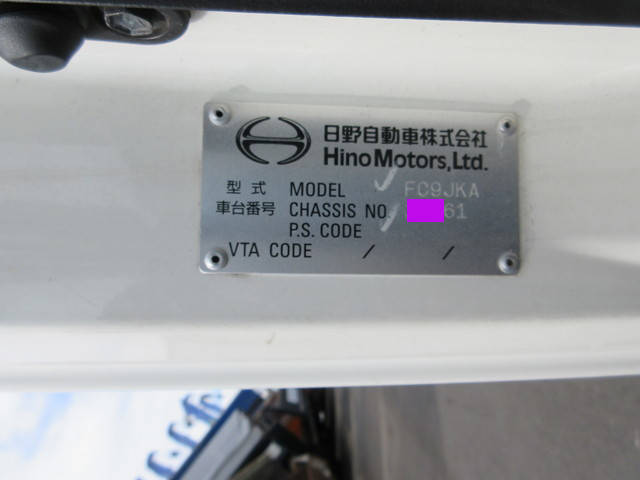 日野自動車株式会社
Hino Motors, Ltd.
型式 MODEL FC9JKA
車台番号 CHASSIS NO. 61
P.S. CODE
VTA CODE / /